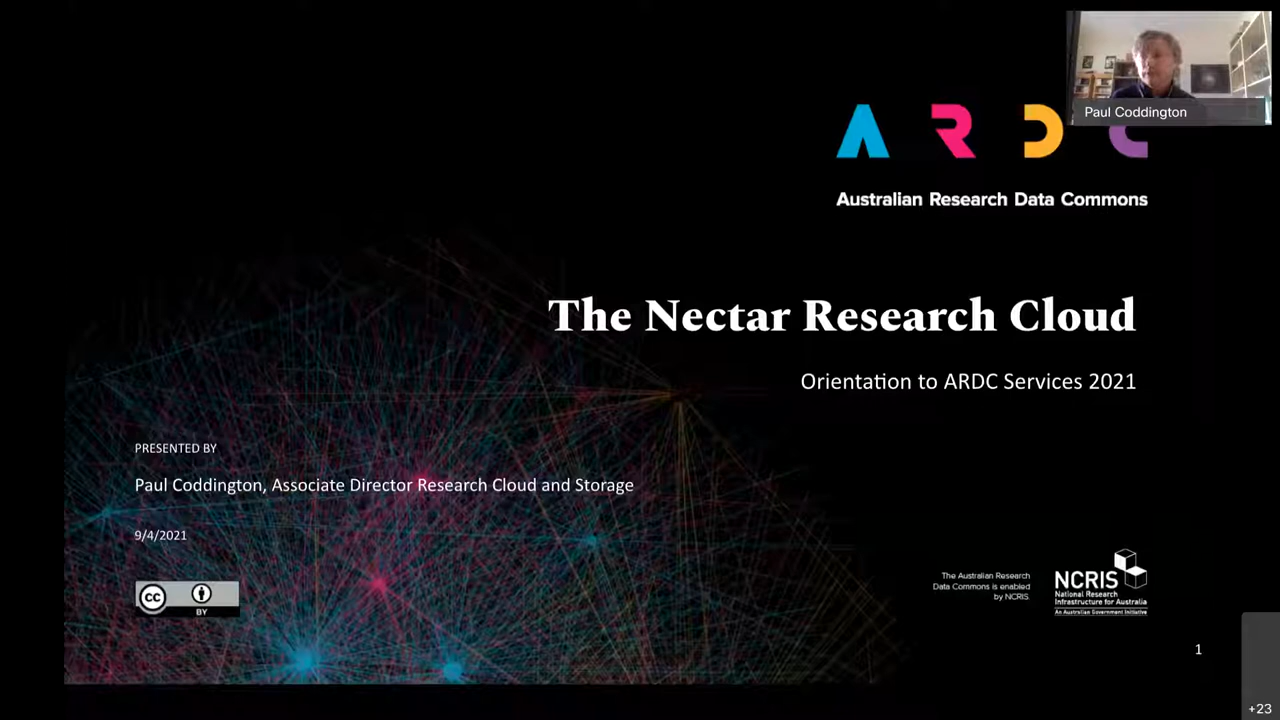 Paul Coddington
A R D C
Australian Research Data Commons
The Nectar Research Cloud
Orientation to ARDC Services 2021
PRESENTED BY
Paul Coddington, Associate Director Research Cloud and Storage
9/4/2021
cc
BY
The Australian Research
Data Commons is enabled
by NCRIS.
NCRIS
National Research
Infrastructure for Australia
An Australian Government Initiative
1
+23